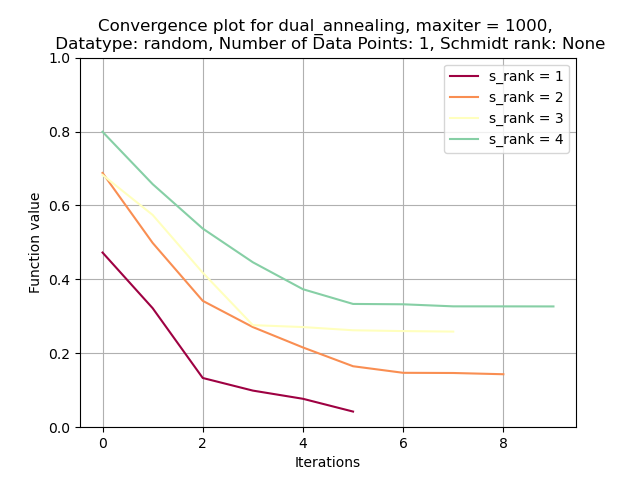 Convergence plot for dual_annealing, maxiter = 1000,
Datatype: random, Number of Data Points: 1, Schmidt rank: None
1.0
0.8
0.6
0.4
0.2
0.0
Function value
s_rank = 1
s_rank = 2
s_rank = 3
s_rank = 4
0 2 4 6 8
Iterations